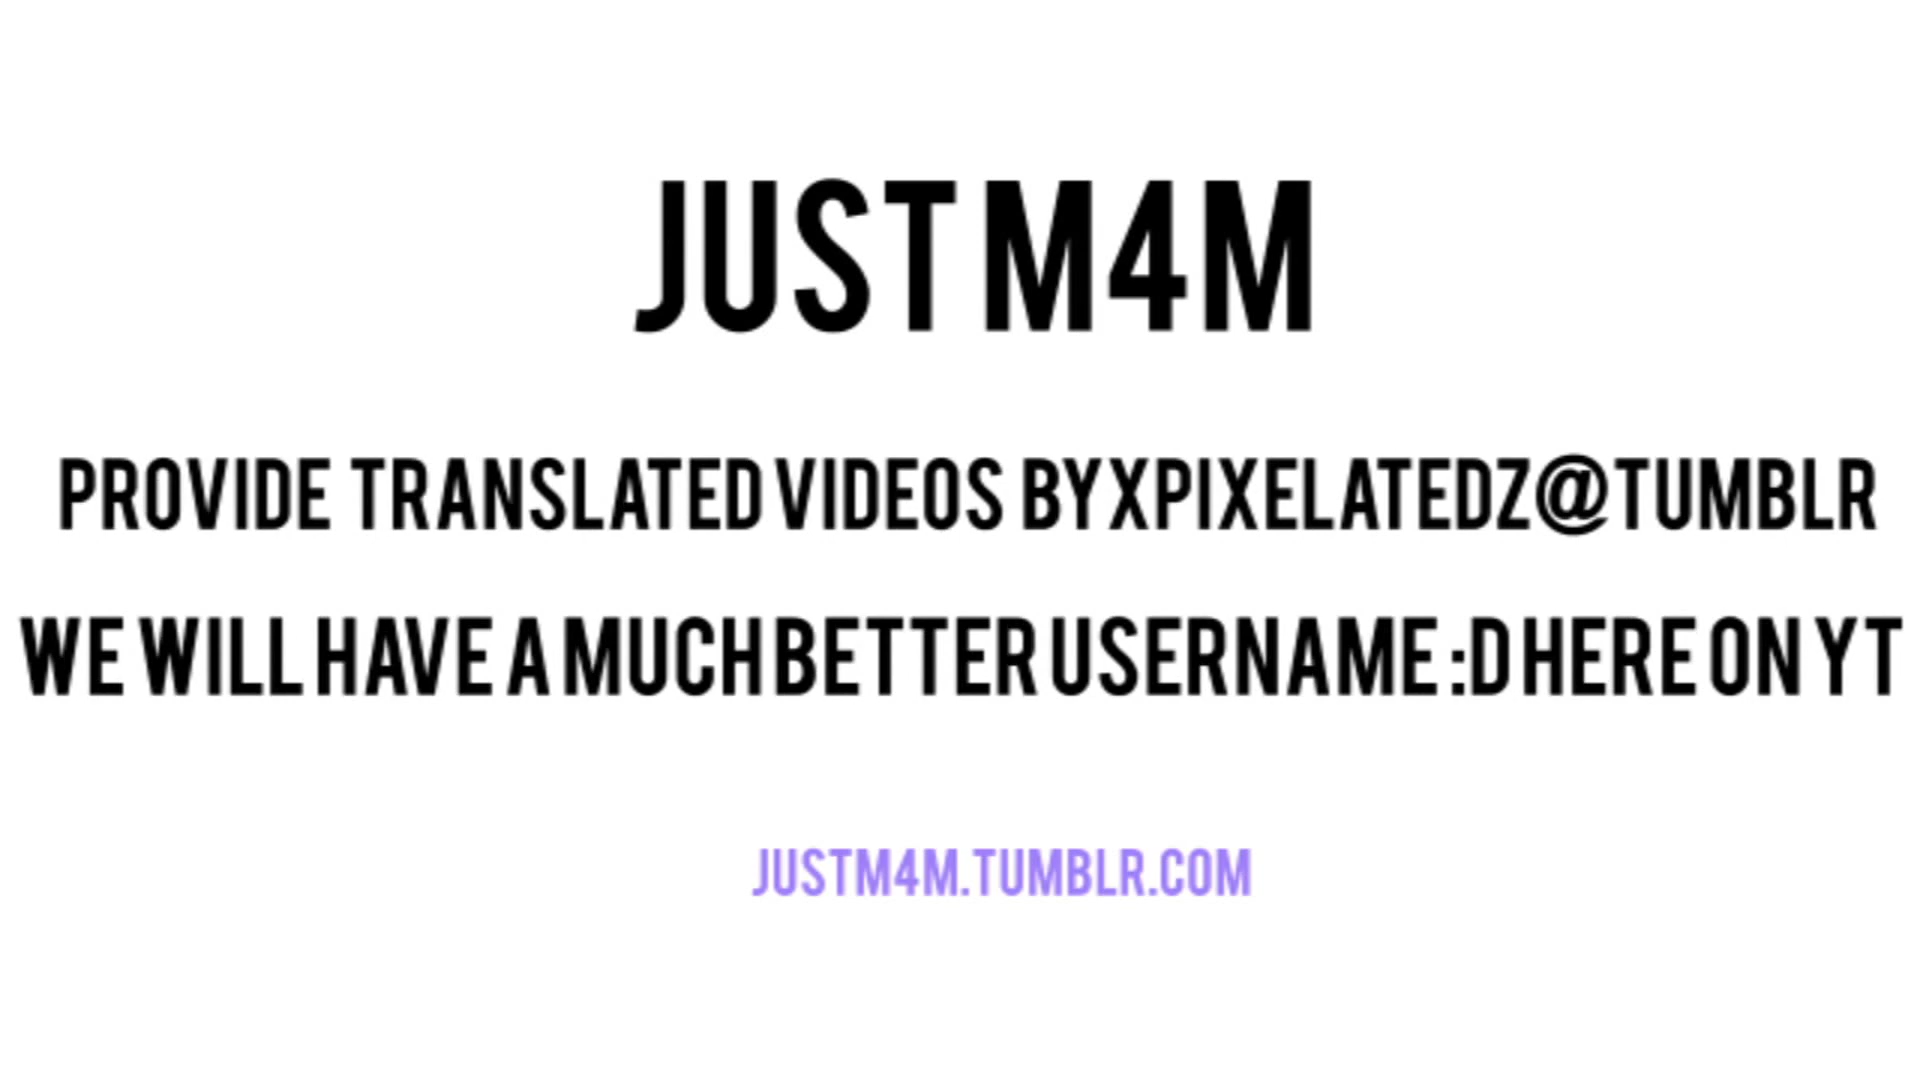 JUST M4M
PROVIDE TRANSLATED VIDEOS BY XPIXELATEDZ@TUMBLR
WE WILL HAVE A MUCH BETTER USERNAME :D HERE ON YT
JUSTM4M.TUMBLR.COM